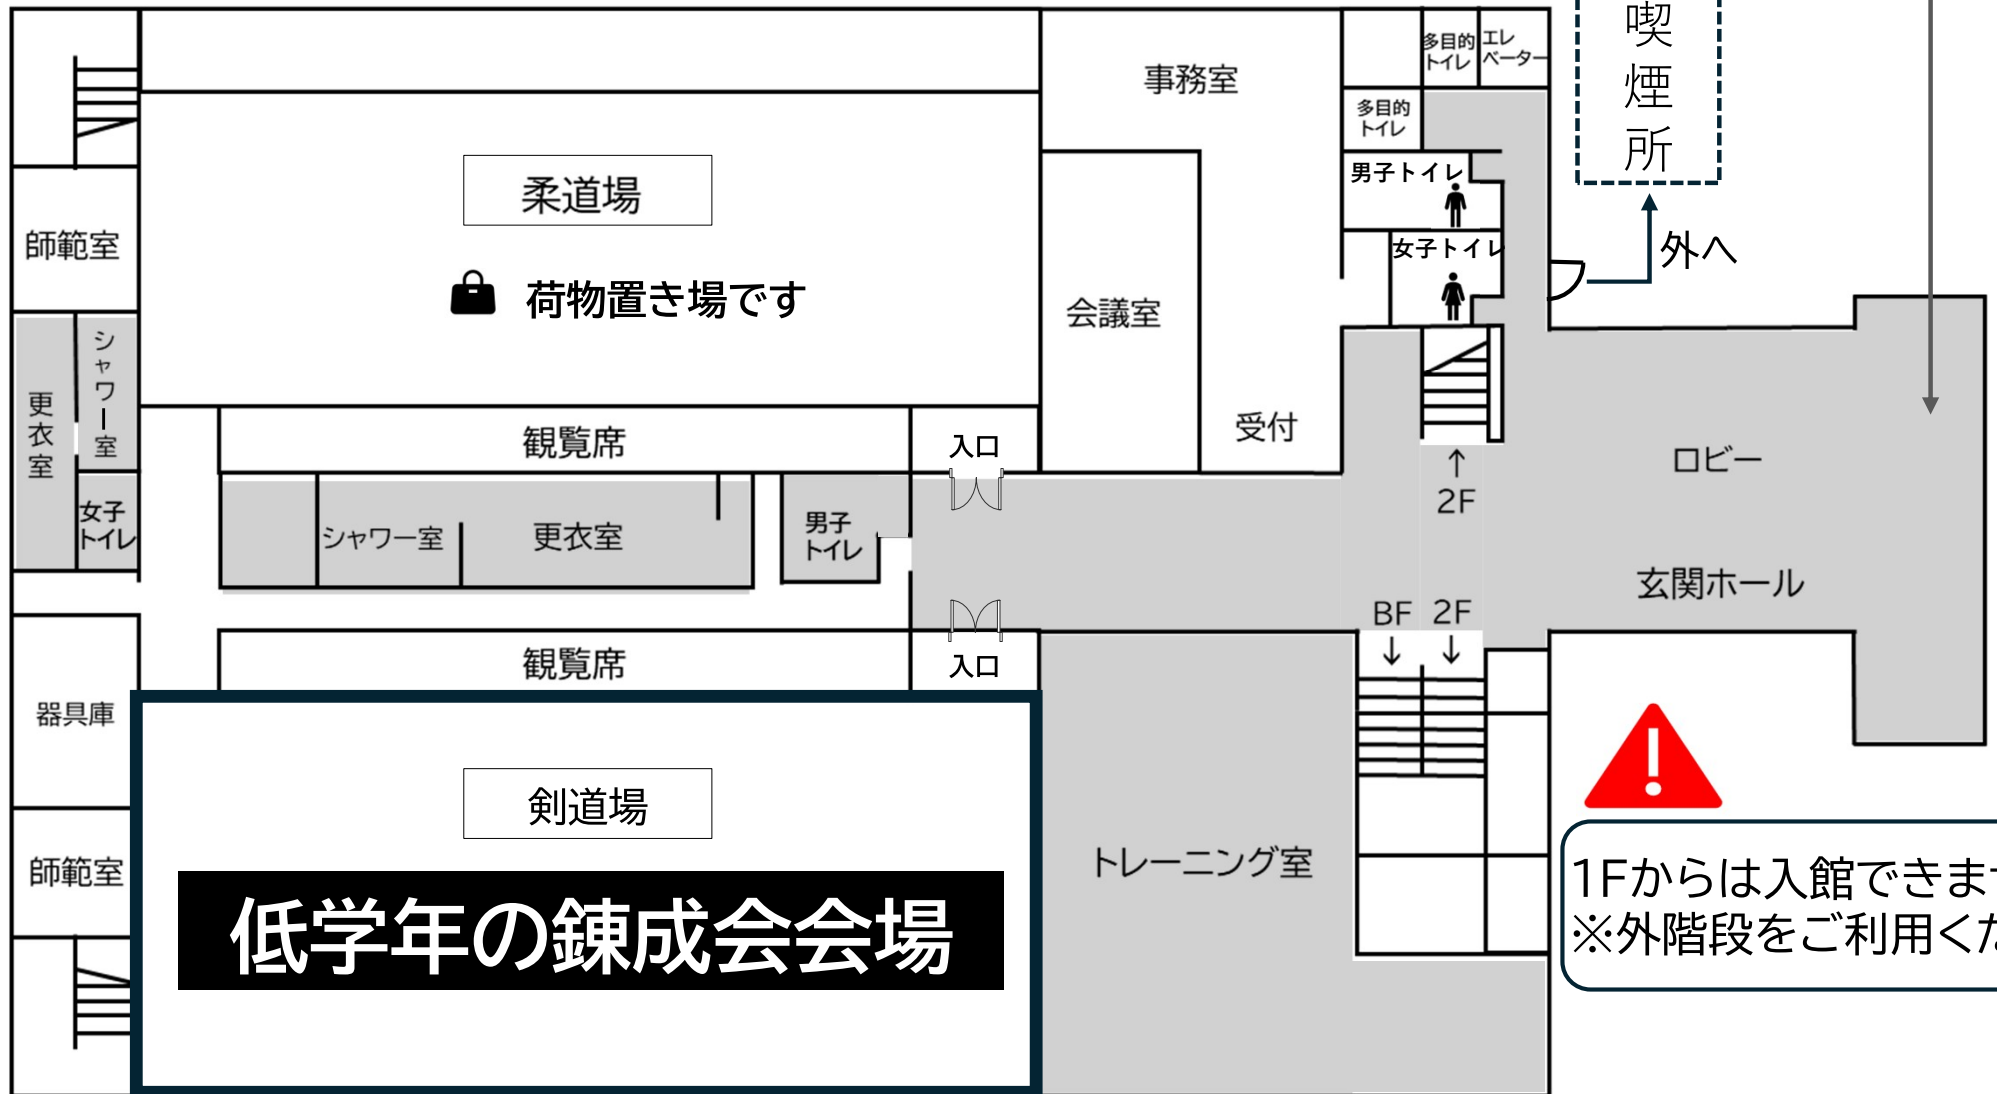 喫煙所
多目的
トイレ
エレ
ベーター
事務室
多目的
トイレ
男子トイレ
女子トイレ
外へ
柔道場
荷物置き場です
師範室
会議室
シャワー室
更衣室
女子
トイレ
受付
観覧席
入口
ロビー
↑
2F
シャワー室
更衣室
男子
トイレ
玄関ホール
BF 2F
↓ ↓
観覧席
入口
器具庫
剣道場
師範室
低学年の錬成会会場
トレーニング室
1Fからは入館できま
※外階段をご利用く